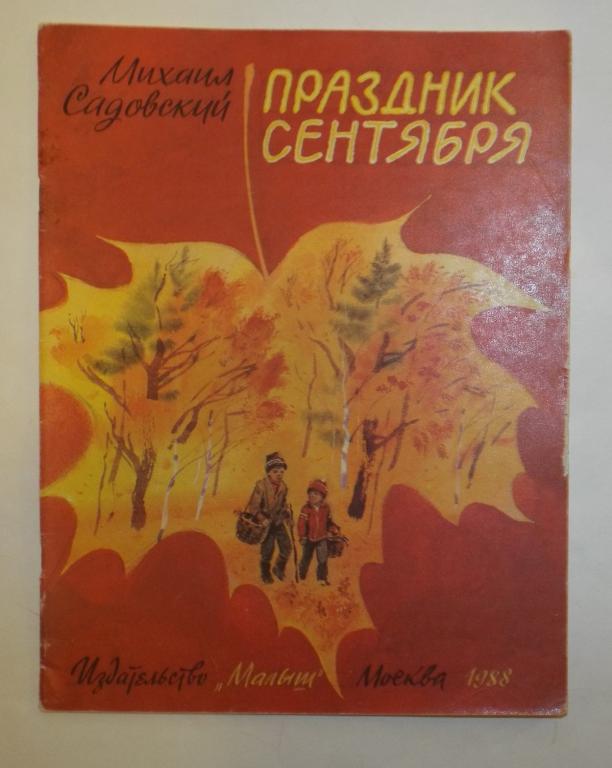 Михаил
Садовский
ПРАЗДНИК
СЕНТЯБРЯ
Издательство „Малыш" Москва 1988